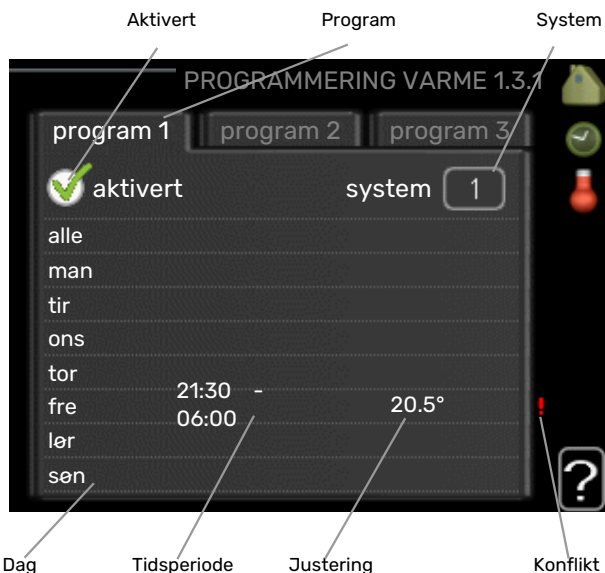 Aktivert Program System
PROGRAMMERING VARME 1.3.1
program 1 program 2 program 3
aktivert system 1
alle
man
tir
ons
tor
fre 21:30 - 06:00 20.5° !
lør
søn
?
Dag Tidsperiode Justering Konflikt